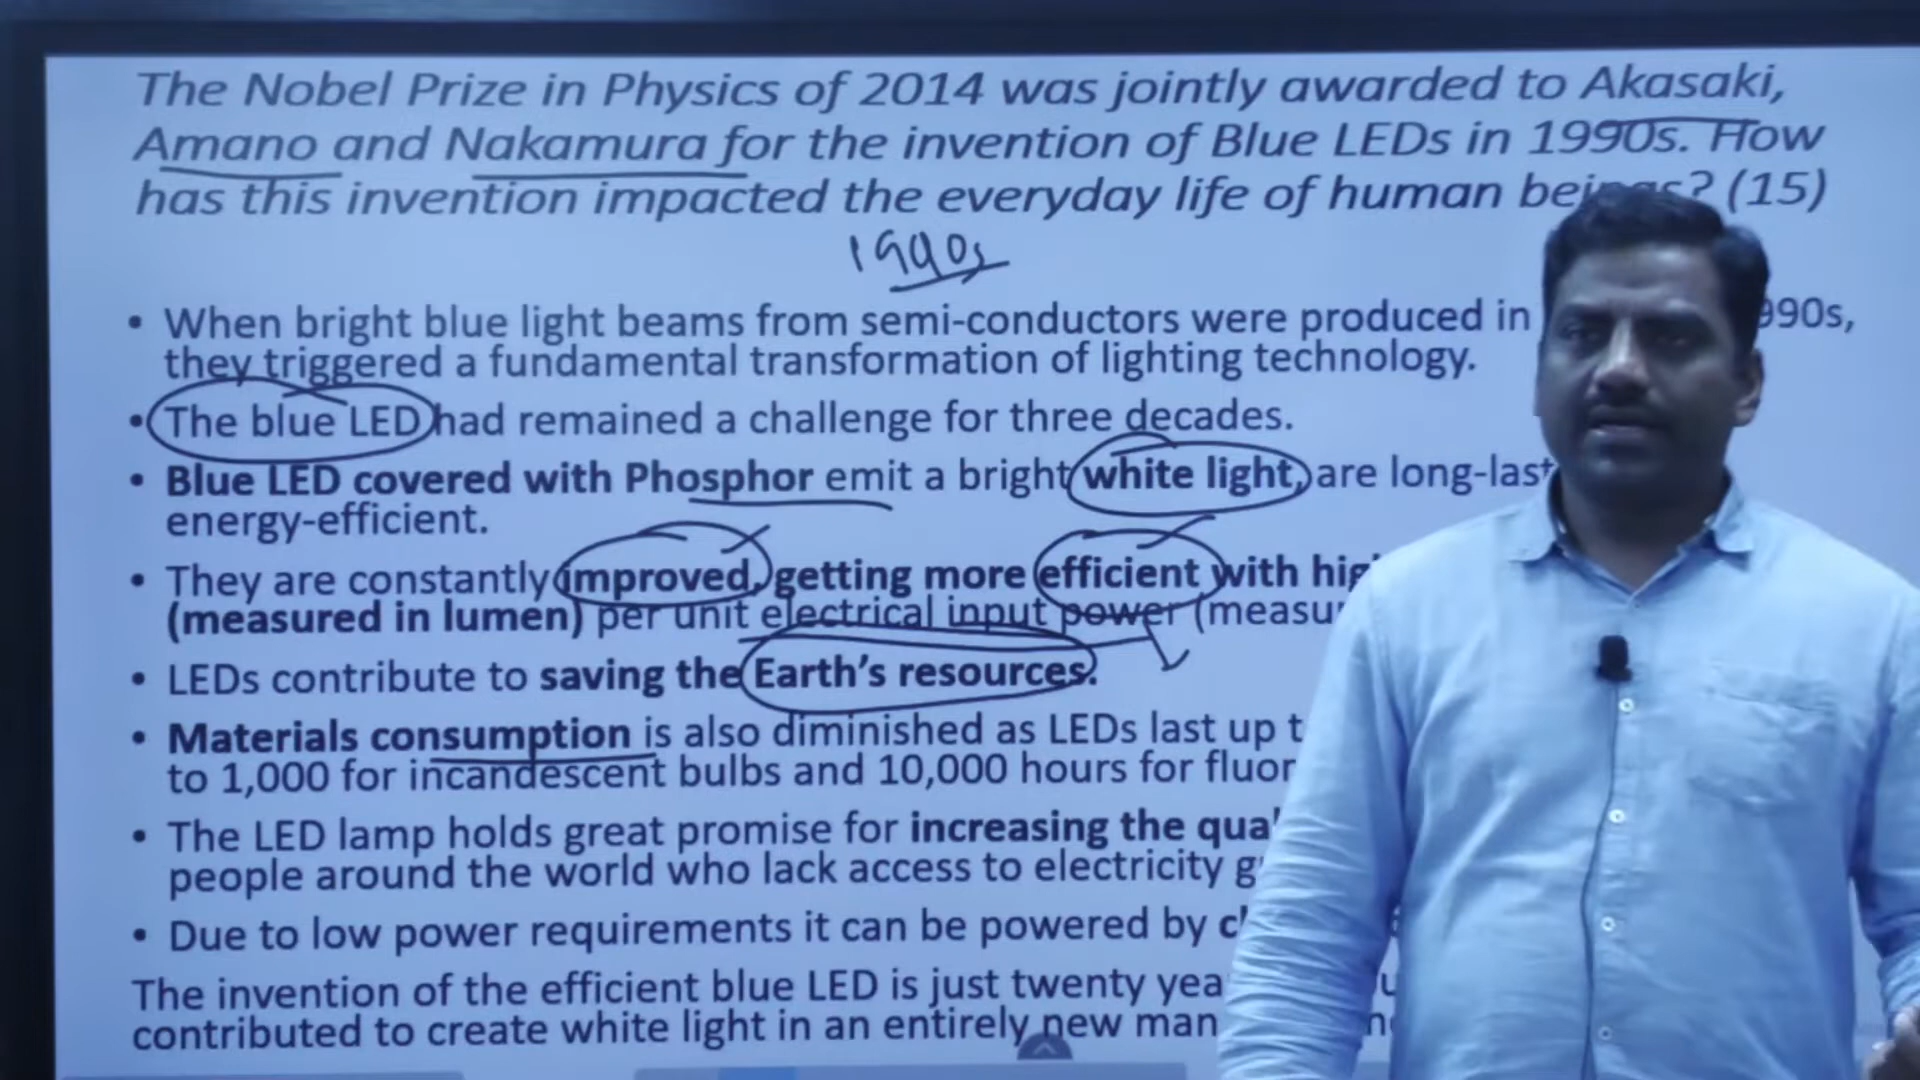 The Nobel Prize in Physics of 2014 was jointly awarded to Akasaki,
Amano and Nakamura for the invention of Blue LEDs in 1990s. How
has this invention impacted the everyday life of human beings? (15)
1990s
• When bright blue light beams from semi-conductors were produced in 990s,
they triggered a fundamental transformation of lighting technology.
• The blue LED had remained a challenge for three decades.
• Blue LED covered with Phosphor emit a bright white light, are long-last
energy-efficient.
• They are constantly improved, getting more efficient with hig
(measured in lumen) per unit electrical input power (measu
• LEDs contribute to saving the Earth's resources.
• Materials consumption is also diminished as LEDs last up t
to 1,000 for incandescent bulbs and 10,000 hours for fluor
• The LED lamp holds great promise for increasing the qual
people around the world who lack access to electricity g
• Due to low power requirements it can be powered by c
The invention of the efficient blue LED is just twenty yea
contributed to create white light in an entirely new man